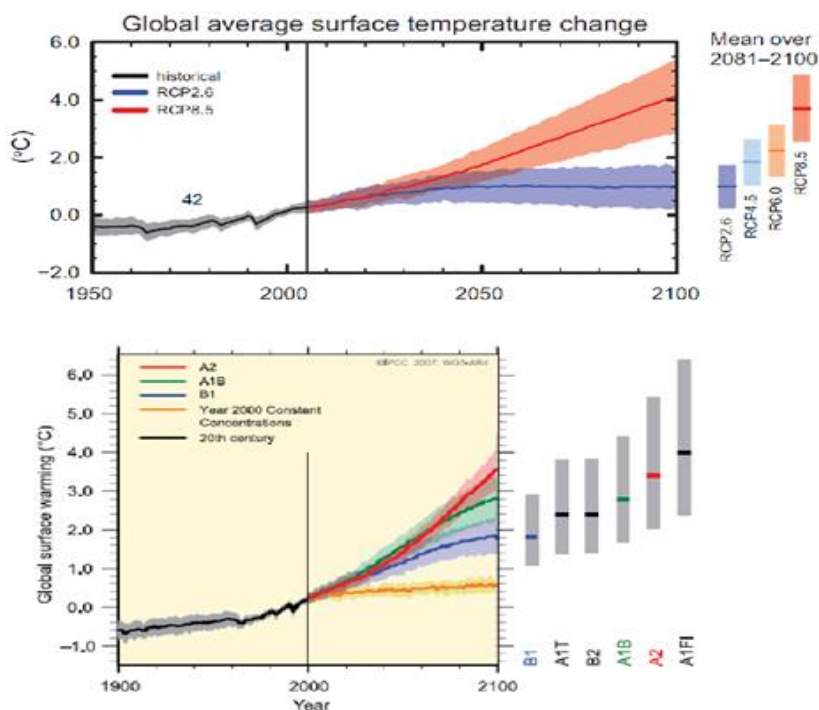 Global average surface temperature change
6.0
4.0
2.0
0.0
−2.0
(°C)
historical
RCP2.6
RCP8.5
42
1950
2000
2050
2100
Mean over
2081–2100
RCP2.6
RCP4.5
RCP6.0
RCP8.5
6.0
5.0
4.0
3.0
2.0
1.0
0.0
−1.0
Global surface warming (°C)
A2
A1B
B1
Year 2000 Constant
Concentrations
20th century
2007:
1900
2000
2100
Year
B1
A1T
B2
A1B
A2
A1FI